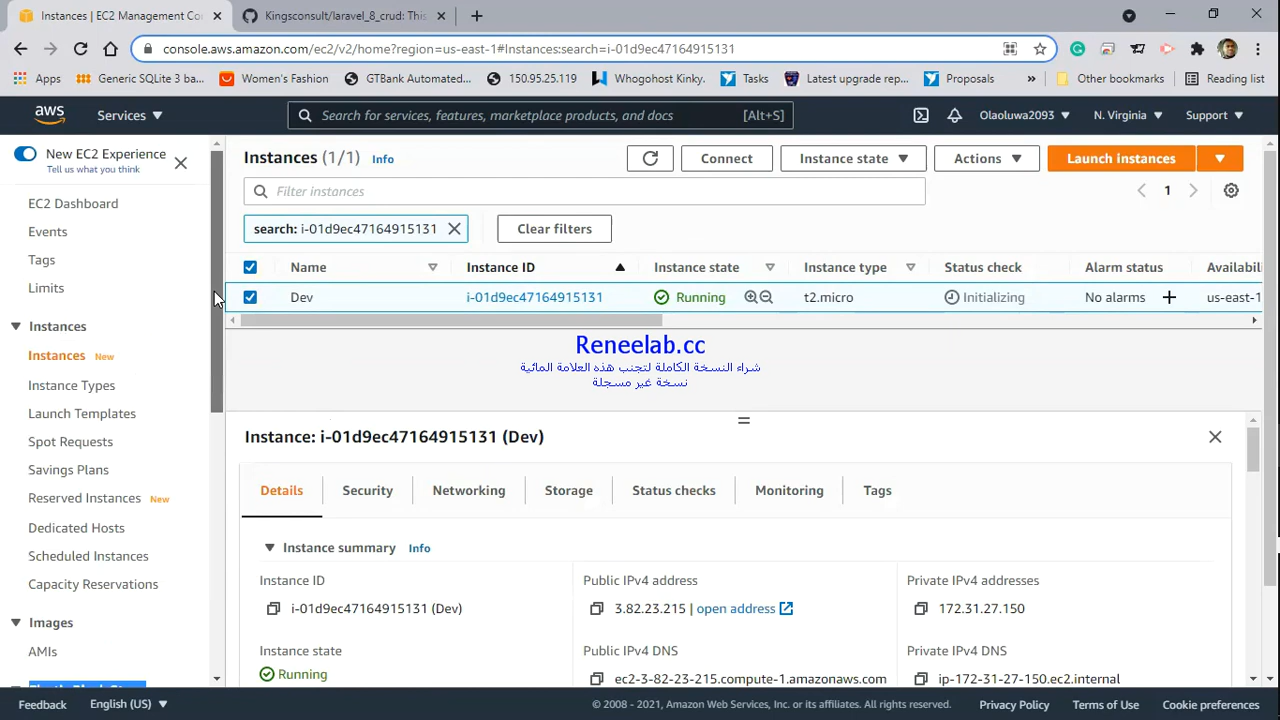 Instances | EC2 Management Co
Kingsconsult/laravel_8_crud: This
console.aws.amazon.com/ec2/v2/home?region=us-east-1#Instances:search=i-01d9ec47164915131
Apps
Generic SQLite 3 ba...
Women's Fashion
GTBank Automated...
150.95.25.119
Whogohost Kinky.
Tasks
Latest upgrade rep...
Proposals
»
Other bookmarks
Reading list
aws
Services
Search for services, features, marketplace products, and docs
[Alt+S]
Olaoluwa2093
N. Virginia
Support
New EC2 Experience
Tell us what you think
EC2 Dashboard
Events
Tags
Limits
Instances
Instances New
Instance Types
Launch Templates
Spot Requests
Savings Plans
Reserved Instances New
Dedicated Hosts
Scheduled Instances
Capacity Reservations
Images
AMIs
Instances (1/1) Info
Connect
Instance state
Actions
Launch instances
Filter instances
1
search: i-01d9ec47164915131
Clear filters
Name Instance ID Instance state Instance type Status check Alarm status Availabili
Dev i-01d9ec47164915131 Running t2.micro Initializing No alarms us-east-1
Reneelab.cc
شراء النسخة الكاملة لتجنب هذه العلامة المائية
نسخة غير مسجلة
Instance: i-01d9ec47164915131 (Dev)
Details Security Networking Storage Status checks Monitoring Tags
Instance summary Info
Instance ID
i-01d9ec47164915131 (Dev)
Public IPv4 address
3.82.23.215 | open address
Private IPv4 addresses
172.31.27.150
Instance state
Running
Public IPv4 DNS
ec2-3-82-23-215.compute-1.amazonaws.com
Private IPv4 DNS
ip-172-31-27-150.ec2.internal
Feedback
English (US)
© 2008 - 2021, Amazon Web Services, Inc. or its affiliates. All rights reserved.
Privacy Policy
Terms of Use
Cookie preferences